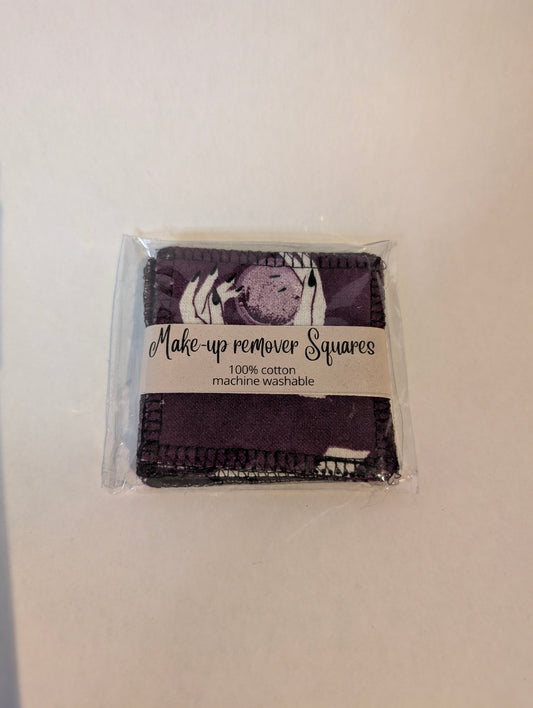 Make-up remover Squares
100% cotton
machine washable